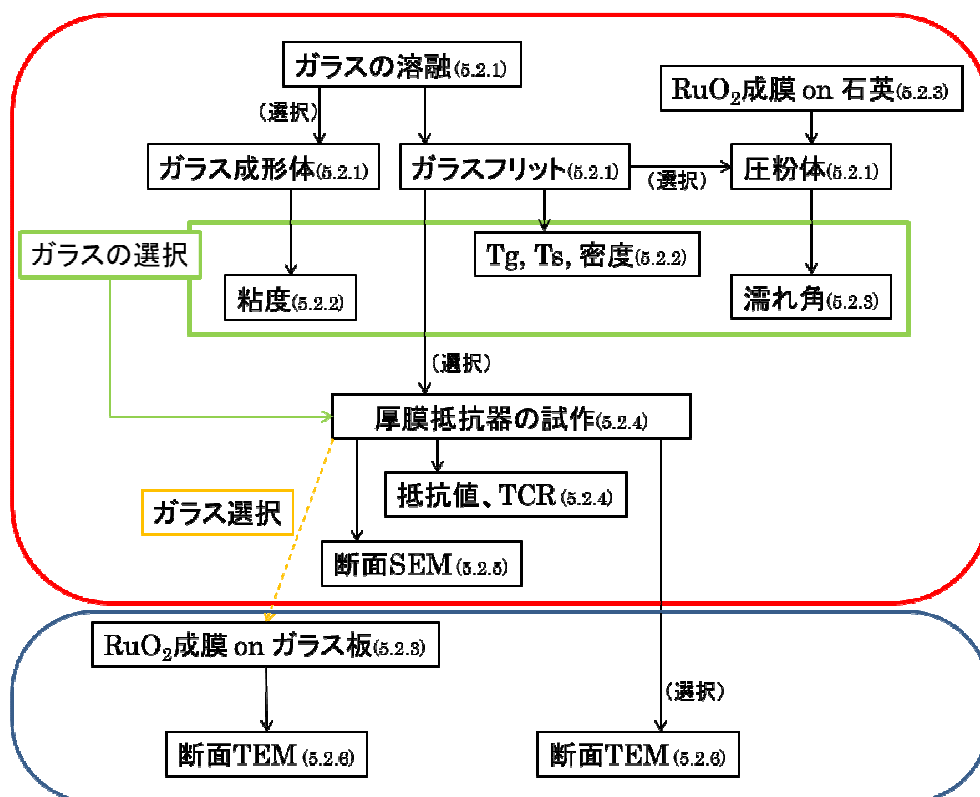 ガラスの溶融(5.2.1)
(選択)
RuO₂成膜 on 石英(5.2.3)
ガラス成形体(5.2.1)
ガラスフリット(5.2.1)
(選択)
圧粉体(5.2.1)
ガラスの選択
Tg, Ts, 密度(5.2.2)
粘度(5.2.2)
濡れ角(5.2.3)
(選択)
厚膜抵抗器の試作(5.2.4)
抵抗値、TCR(5.2.4)
ガラス選択
断面SEM(5.2.5)
RuO₂成膜 on ガラス板(5.2.3)
(選択)
断面TEM(5.2.6)
断面TEM(5.2.6)